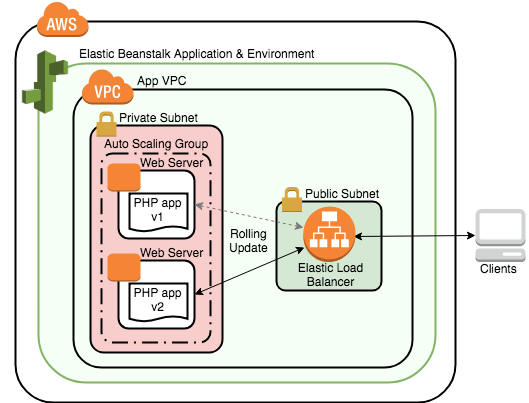 AWS
Elastic Beanstalk Application & Environment
VPC
App VPC
Private Subnet
Auto Scaling Group
Web Server
PHP app
v1
Public Subnet
Rolling
Update
Elastic Load
Balancer
Clients
Web Server
PHP app
v2